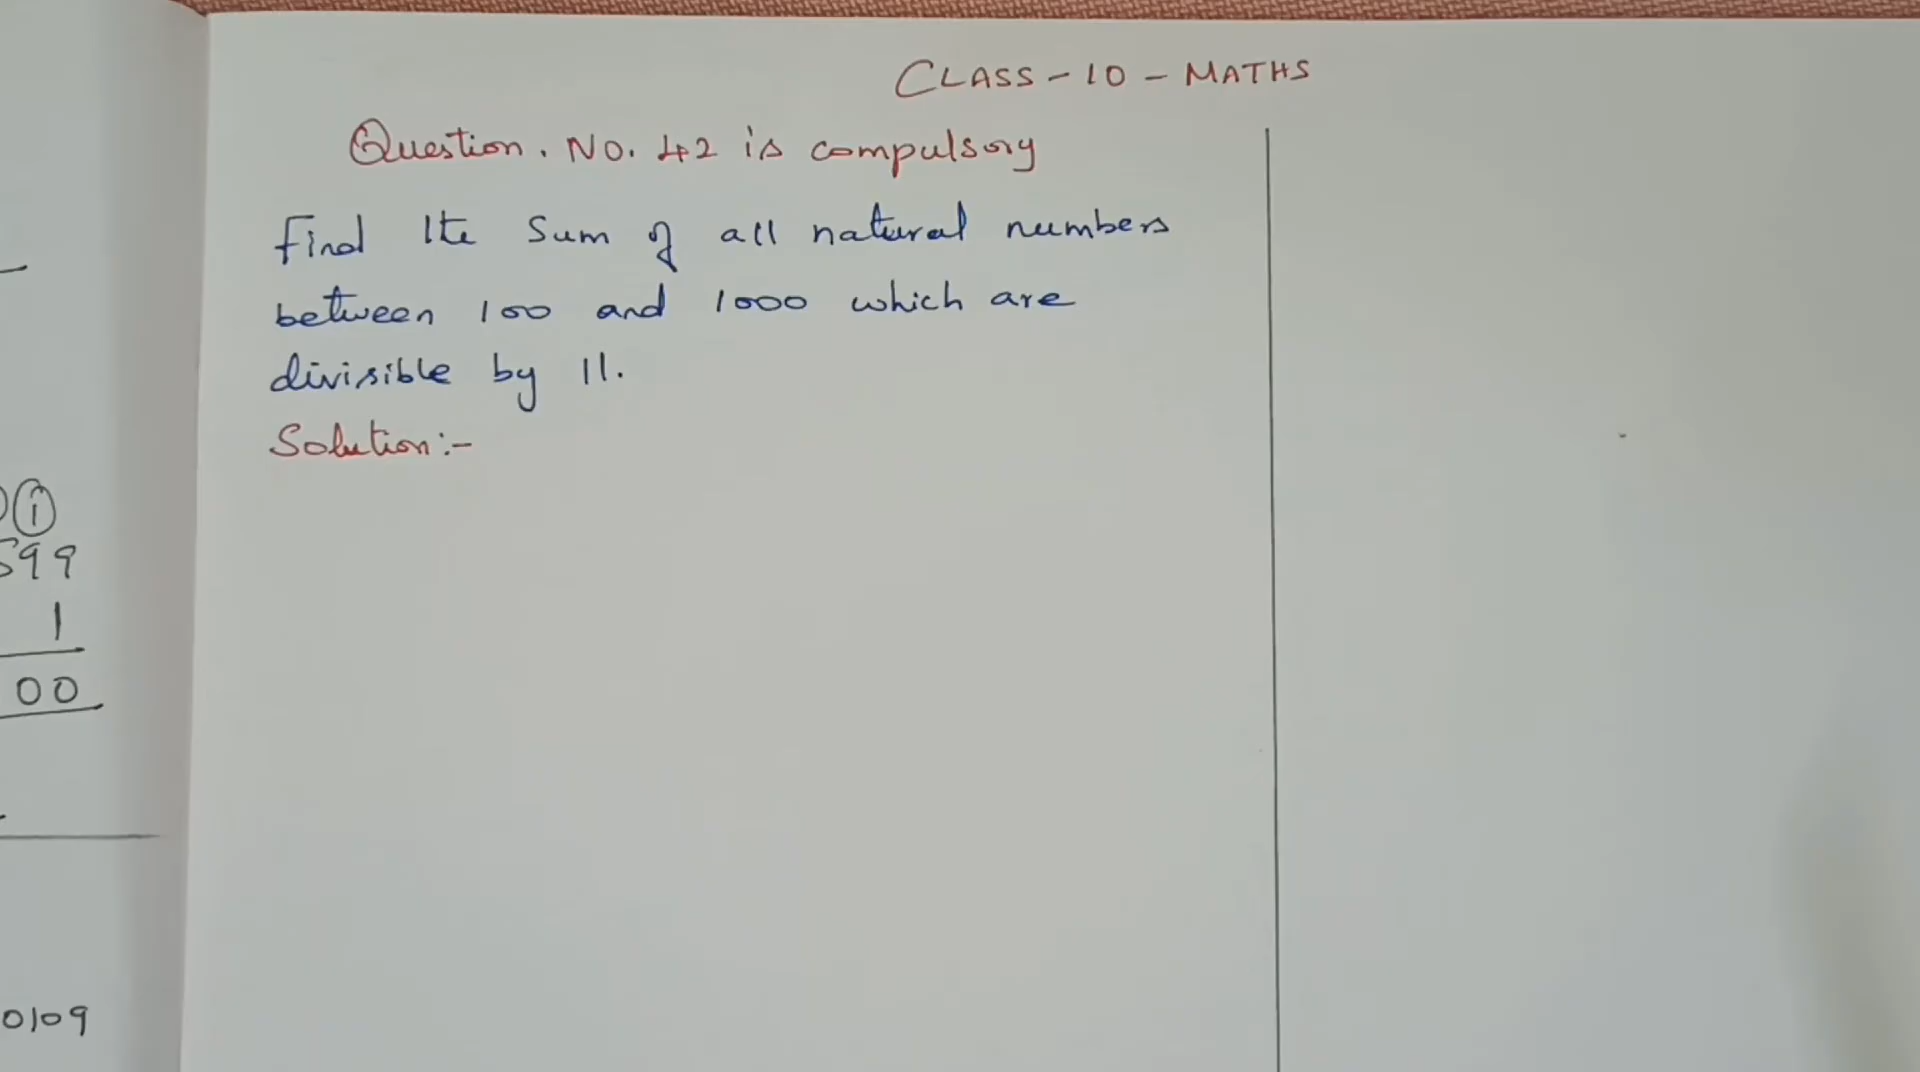 CLASS - 10 - MATHS
Question. No. 42 is compulsory
Find the sum of all natural numbers
between 100 and 1000 which are
divisible by 11.
Solution:-
1
599
1
00
0109